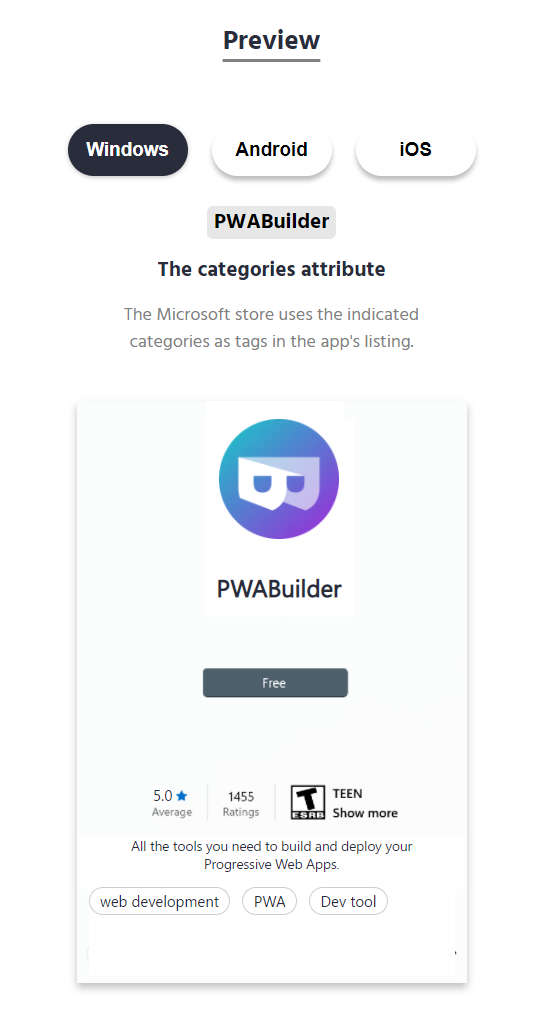 Preview
Windows Android iOS
PWABuilder
The categories attribute
The Microsoft store uses the indicated
categories as tags in the app's listing.
PWABuilder
Free
5.0 1455 TEEN
Average Ratings T ESRB Show more
All the tools you need to build and deploy your
Progressive Web Apps.
web development PWA Dev tool